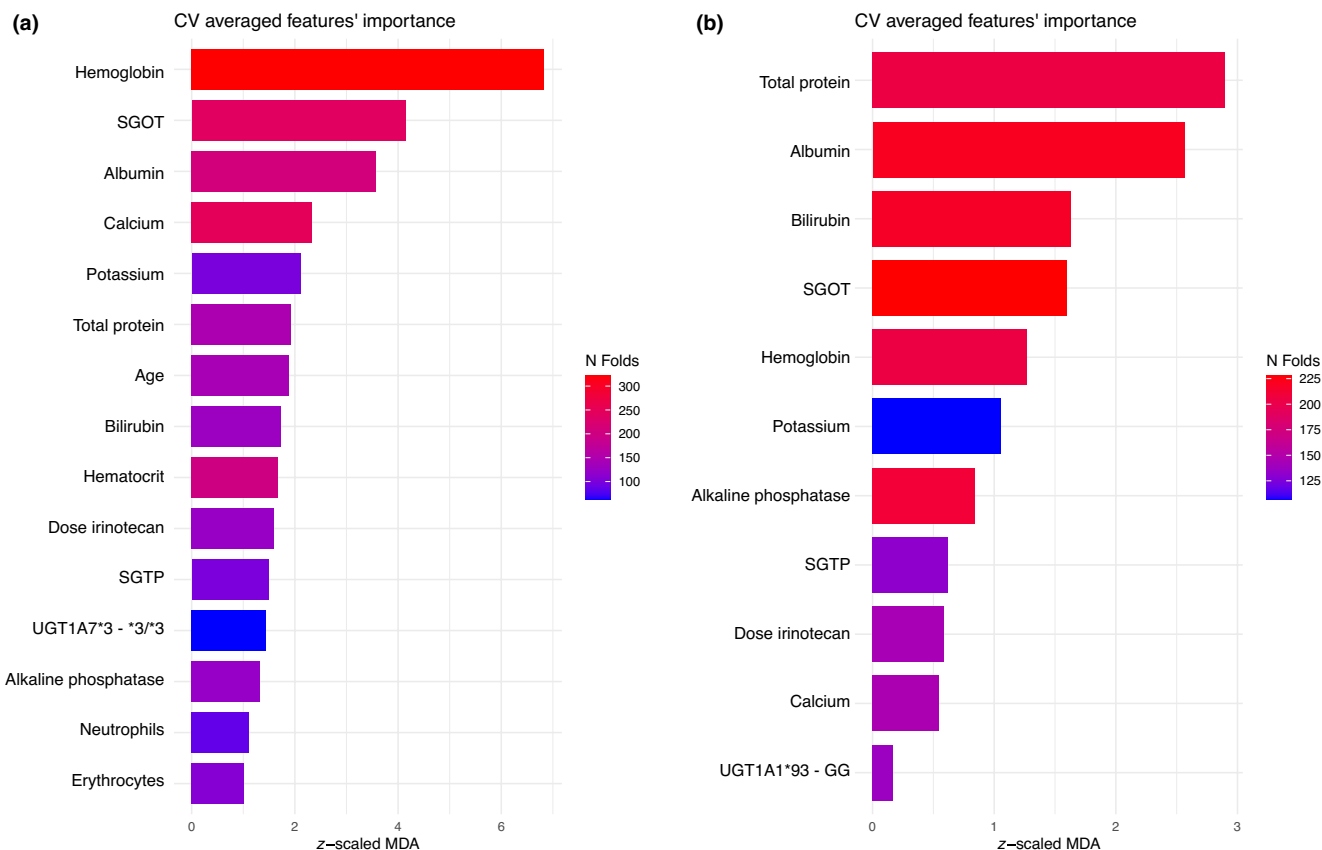 (a)
CV averaged features' importance
Hemoglobin
SGOT
Albumin
Calcium
Potassium
Total protein
Age
Bilirubin
Hematocrit
Dose irinotecan
SGTP
UGT1A7*3 - *3/*3
Alkaline phosphatase
Neutrophils
Erythrocytes
0 2 4 6
z-scaled MDA
N Folds
300
200
100
(b)
CV averaged features' importance
Total protein
Albumin
Bilirubin
SGOT
Hemoglobin
Potassium
Alkaline phosphatase
SGTP
Dose irinotecan
Calcium
UGT1A1*93 - GG
0 1 2 3
z-scaled MDA
N Folds
225
200
175
150
125